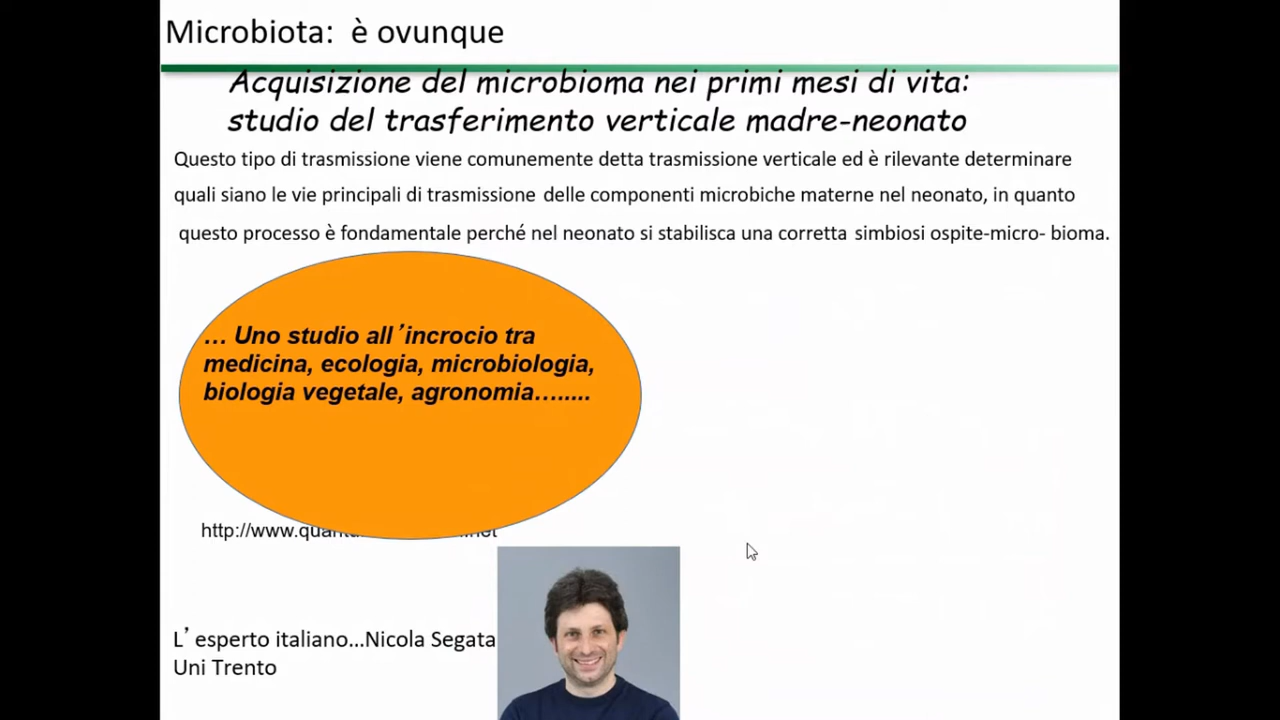 Microbiota: è ovunque
Acquisizione del microbioma nei primi mesi di vita:
studio del trasferimento verticale madre-neonato
Questo tipo di trasmissione viene comunemente detta trasmissione verticale ed è rilevante determinare
quali siano le vie principali di trasmissione delle componenti microbiche materne nel neonato, in quanto
questo processo è fondamentale perché nel neonato si stabilisca una corretta simbiosi ospite-micro- bioma.
... Uno studio all'incrocio tra
medicina, ecologia, microbiologia,
biologia vegetale, agronomia….....
http://www.quant
L'esperto italiano...Nicola Segata
Uni Trento